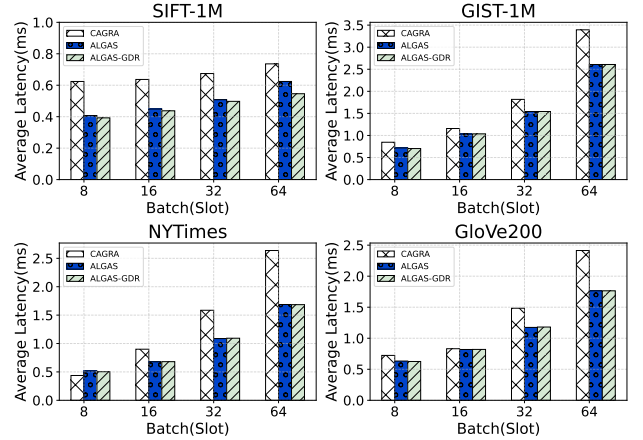 SIFT-1M
Average Latency(ms)
1.0
0.8
0.6
0.4
0.2
0.0
CAGRA
ALGAS
ALGAS-GDR
8 16 32 64
Batch(Slot)
GIST-1M
Average Latency(ms)
3.5
3.0
2.5
2.0
1.5
1.0
0.5
0.0
CAGRA
ALGAS
ALGAS-GDR
8 16 32 64
Batch(Slot)
NYTimes
Average Latency(ms)
2.5
2.0
1.5
1.0
0.5
0.0
CAGRA
ALGAS
ALGAS-GDR
8 16 32 64
Batch(Slot)
GloVe200
Average Latency(ms)
2.5
2.0
1.5
1.0
0.5
0.0
CAGRA
ALGAS
ALGAS-GDR
8 16 32 64
Batch(Slot)